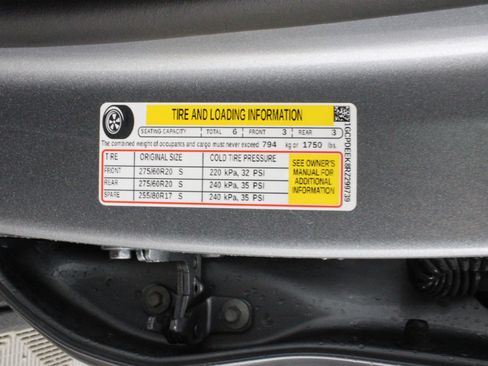 TIRE AND LOADING INFORMATION
SEATING CAPACITY TOTAL 6 FRONT 3 REAR 3
The combined weight of occupants and cargo must never exceed 794 kg or 1750 lbs.
TIRE ORIGINAL SIZE COLD TIRE PRESSURE
FRONT 275/60R20 S 220 kPa, 32 PSI
REAR 275/60R20 S 240 kPa, 35 PSI
SPARE 255/80R17 S 240 kPa, 35 PSI
SEE OWNER'S
MANUAL FOR
ADDITIONAL
INFORMATION
1GCPDEEK8RZ299739